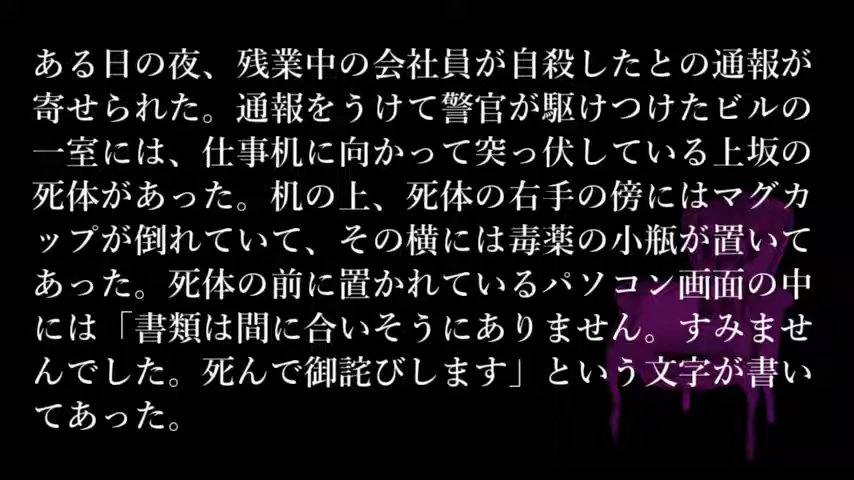 ある日の夜、残業中の会社員が自殺したとの通報が
寄せられた。通報をうけて警官が駆けつけたビルの
一室には、仕事机に向かって突っ伏している上坂の
死体があった。机の上、死体の右手の傍にはマグカ
ップが倒れていて、その横には毒薬の小瓶が置いて
あった。死体の前に置かれているパソコン画面の中
には「書類は間に合いそうにありません。すみませ
んでした。死んで御詫びします」という文字が書い
てあった。